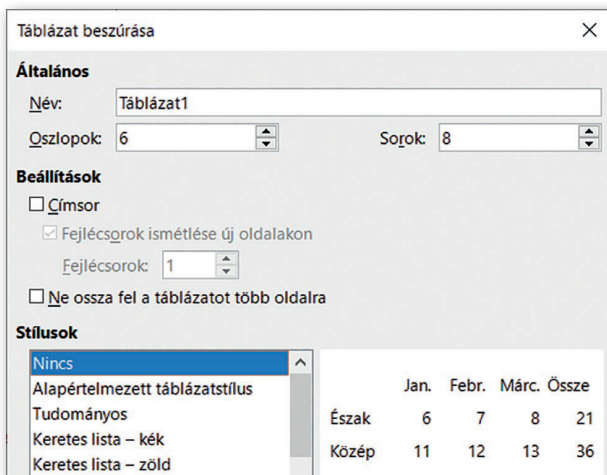 Táblázat beszúrása
Általános
Név: Táblázat1
Oszlopok: 6 Sorok: 8
Beállítások
Címsor
Fejlécsorok ismétlése új oldalakon
Fejlécsorok: 1
Ne ossza fel a táblázatot több oldalra
Stílusok
Nincs
Alapértelmezett táblázatstílus
Tudományos
Keretes lista – kék
Keretes lista – zöld
Jan. Febr. Márc. Össze
Észak 6 7 8 21
Közép 11 12 13 36